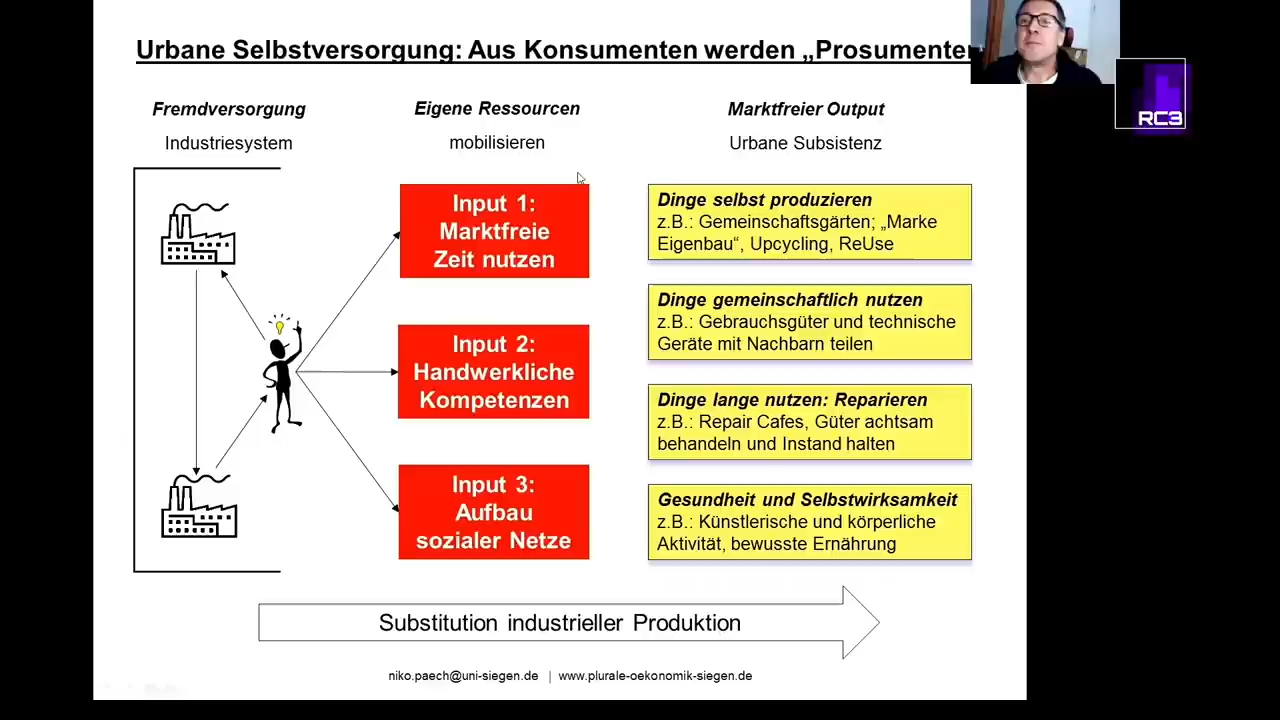 Urbane Selbstversorgung: Aus Konsumenten werden „Prosumenten
Fremdversorgung
Industriesystem
Eigene Ressourcen
mobilisieren
Marktfreier Output
Urbane Subsistenz
Input 1:
Marktfreie
Zeit nutzen
Input 2:
Handwerkliche
Kompetenzen
Input 3:
Aufbau
sozialer Netze
Dinge selbst produzieren
z.B.: Gemeinschaftsgärten; „Marke
Eigenbau“, Upcycling, ReUse
Dinge gemeinschaftlich nutzen
z.B.: Gebrauchsgüter und technische
Geräte mit Nachbarn teilen
Dinge lange nutzen: Reparieren
z.B.: Repair Cafes, Güter achtsam
behandeln und Instand halten
Gesundheit und Selbstwirksamkeit
z.B.: Künstlerische und körperliche
Aktivität, bewusste Ernährung
Substitution industrieller Produktion
niko.paech@uni-siegen.de | www.plurale-oekonomik-siegen.de
RC3